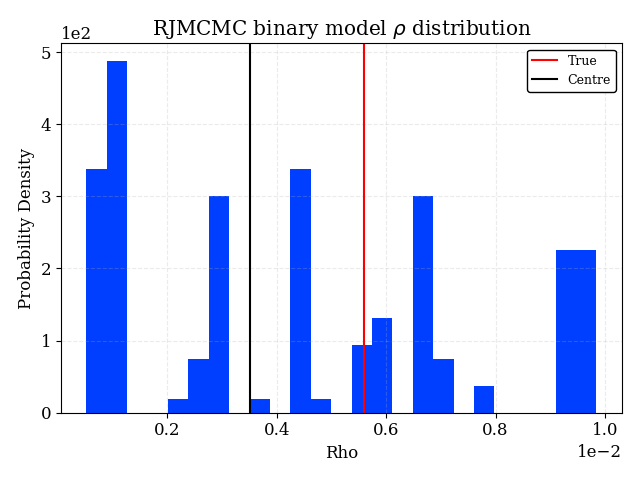 RJMCMC binary model ρ distribution
1e2
True
Centre
5
4
3
2
1
0
Probability Density
0.2
0.4
0.6
0.8
1.0
1e−2
Rho